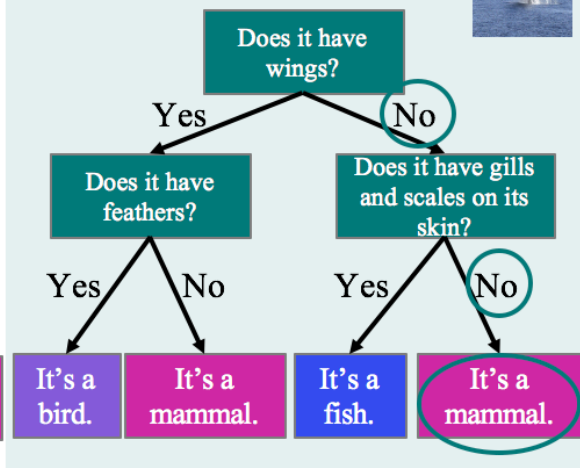 Does it have
wings?
Yes
No
Does it have
feathers?
Does it have gills
and scales on its
skin?
Yes
No
Yes
No
It's a
bird.
It's a
mammal.
It's a
fish.
It's a
mammal.